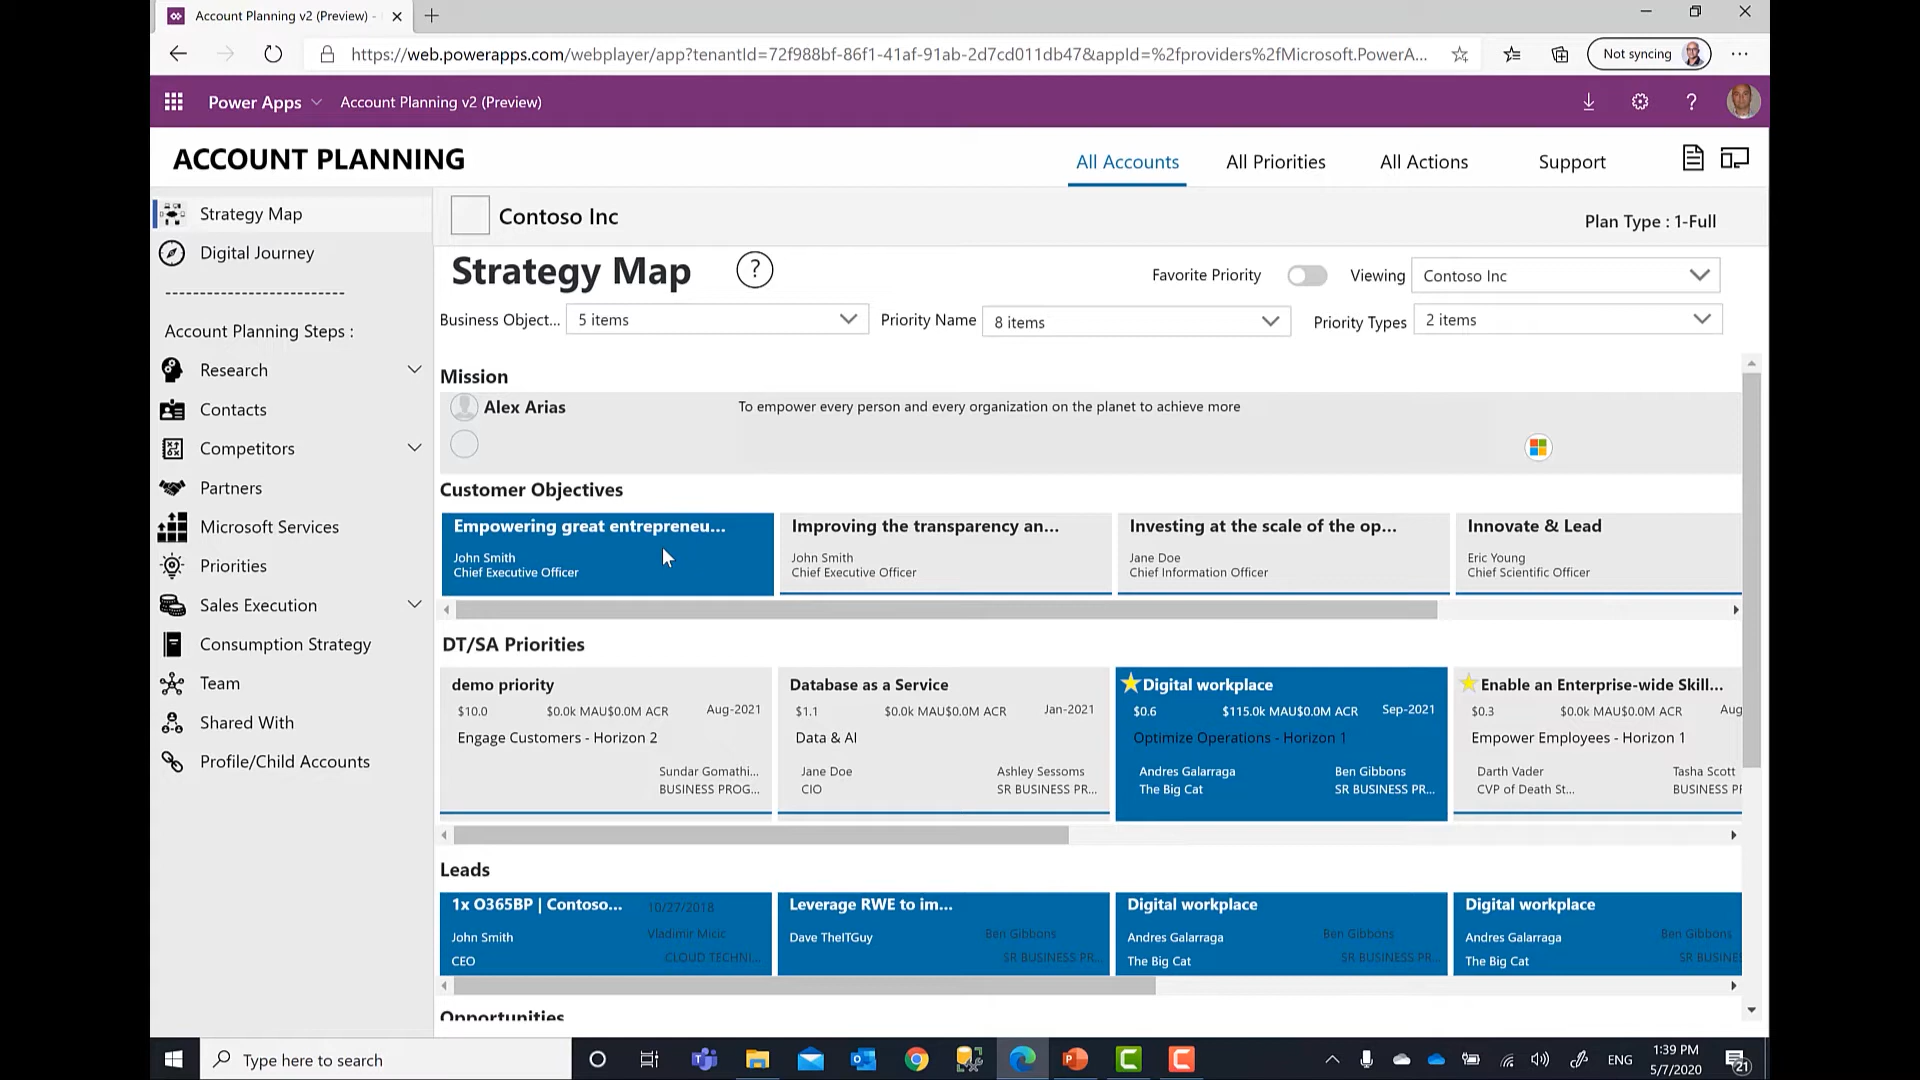 Account Planning v2 (Preview) -
https://web.powerapps.com/webplayer/app?tenantId=72f988bf-86f1-41af-91ab-2d7cd011db47&appId=%2fproviders%2fMicrosoft.PowerA...
Not syncing
Power Apps
Account Planning v2 (Preview)
?
ACCOUNT PLANNING
All Accounts
All Priorities
All Actions
Support
Strategy Map
Digital Journey
-------------------------
Account Planning Steps :
Research
Contacts
Competitors
Partners
Microsoft Services
Priorities
Sales Execution
Consumption Strategy
Team
Shared With
Profile/Child Accounts
Contoso Inc
Plan Type : 1-Full
Strategy Map
?
Favorite Priority
Viewing
Contoso Inc
Business Object...
5 items
Priority Name
8 items
Priority Types
2 items
Mission
Alex Arias
To empower every person and every organization on the planet to achieve more
Customer Objectives
Empowering great entrepreneu...
John Smith
Chief Executive Officer
Improving the transparency an...
John Smith
Chief Executive Officer
Investing at the scale of the op...
Jane Doe
Chief Information Officer
Innovate & Lead
Eric Young
Chief Scientific Officer
DT/SA Priorities
demo priority
$10.0 $0.0k MAU$0.0M ACR Aug-2021
Engage Customers - Horizon 2
Sundar Gomathi...
BUSINESS PROG...
Database as a Service
$1.1 $0.0k MAU$0.0M ACR Jan-2021
Data & AI
Jane Doe Ashley Sessoms
CIO SR BUSINESS PR...
Digital workplace
$0.6 $115.0k MAU$0.0M ACR Sep-2021
Optimize Operations - Horizon 1
Andres Galarraga Ben Gibbons
The Big Cat SR BUSINESS PR...
Enable an Enterprise-wide Skill...
$0.3 $0.0k MAU$0.0M ACR Aug
Empower Employees - Horizon 1
Darth Vader Tasha Scott
CVP of Death St... BUSINESS PR
Leads
1x O365BP | Contoso... 10/27/2018
John Smith Vladimir Micic
CEO CLOUD TECHNI...
Leverage RWE to im...
Dave TheITGuy Ben Gibbons
SR BUSINESS PR...
Digital workplace
Andres Galarraga Ben Gibbons
The Big Cat SR BUSINESS PR...
Digital workplace
Andres Galarraga Ben Gibbons
The Big Cat SR BUSINE
Opportunities
Type here to search
ENG
1:39 PM
5/7/2020
21